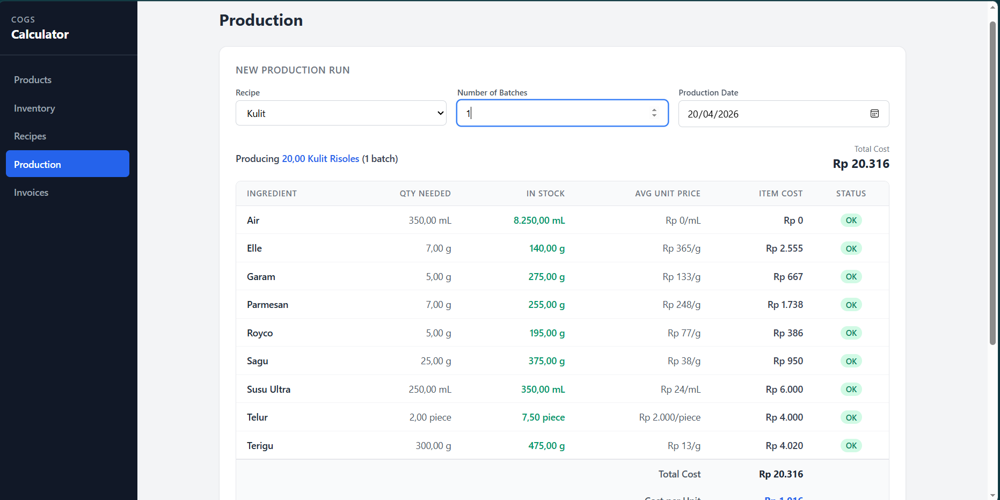 COGS
Calculator
Products
Inventory
Recipes
Production
Invoices
Production
NEW PRODUCTION RUN
Recipe Number of Batches Production Date
Kulit 1 20/04/2026
Producing 20,00 Kulit Risoles (1 batch)
Total Cost
Rp 20.316
INGREDIENT QTY NEEDED IN STOCK AVG UNIT PRICE ITEM COST STATUS
Air 350,00 mL 8.250,00 mL Rp 0/mL Rp 0 OK
Elle 7,00 g 140,00 g Rp 365/g Rp 2.555 OK
Garam 5,00 g 275,00 g Rp 133/g Rp 667 OK
Parmesan 7,00 g 255,00 g Rp 248/g Rp 1.738 OK
Royco 5,00 g 195,00 g Rp 77/g Rp 386 OK
Sagu 25,00 g 375,00 g Rp 38/g Rp 950 OK
Susu Ultra 250,00 mL 350,00 mL Rp 24/mL Rp 6.000 OK
Telur 2,00 piece 7,50 piece Rp 2.000/piece Rp 4.000 OK
Terigu 300,00 g 475,00 g Rp 13/g Rp 4.020 OK
Total Cost Rp 20.316
Cost per Unit Rp 1.016